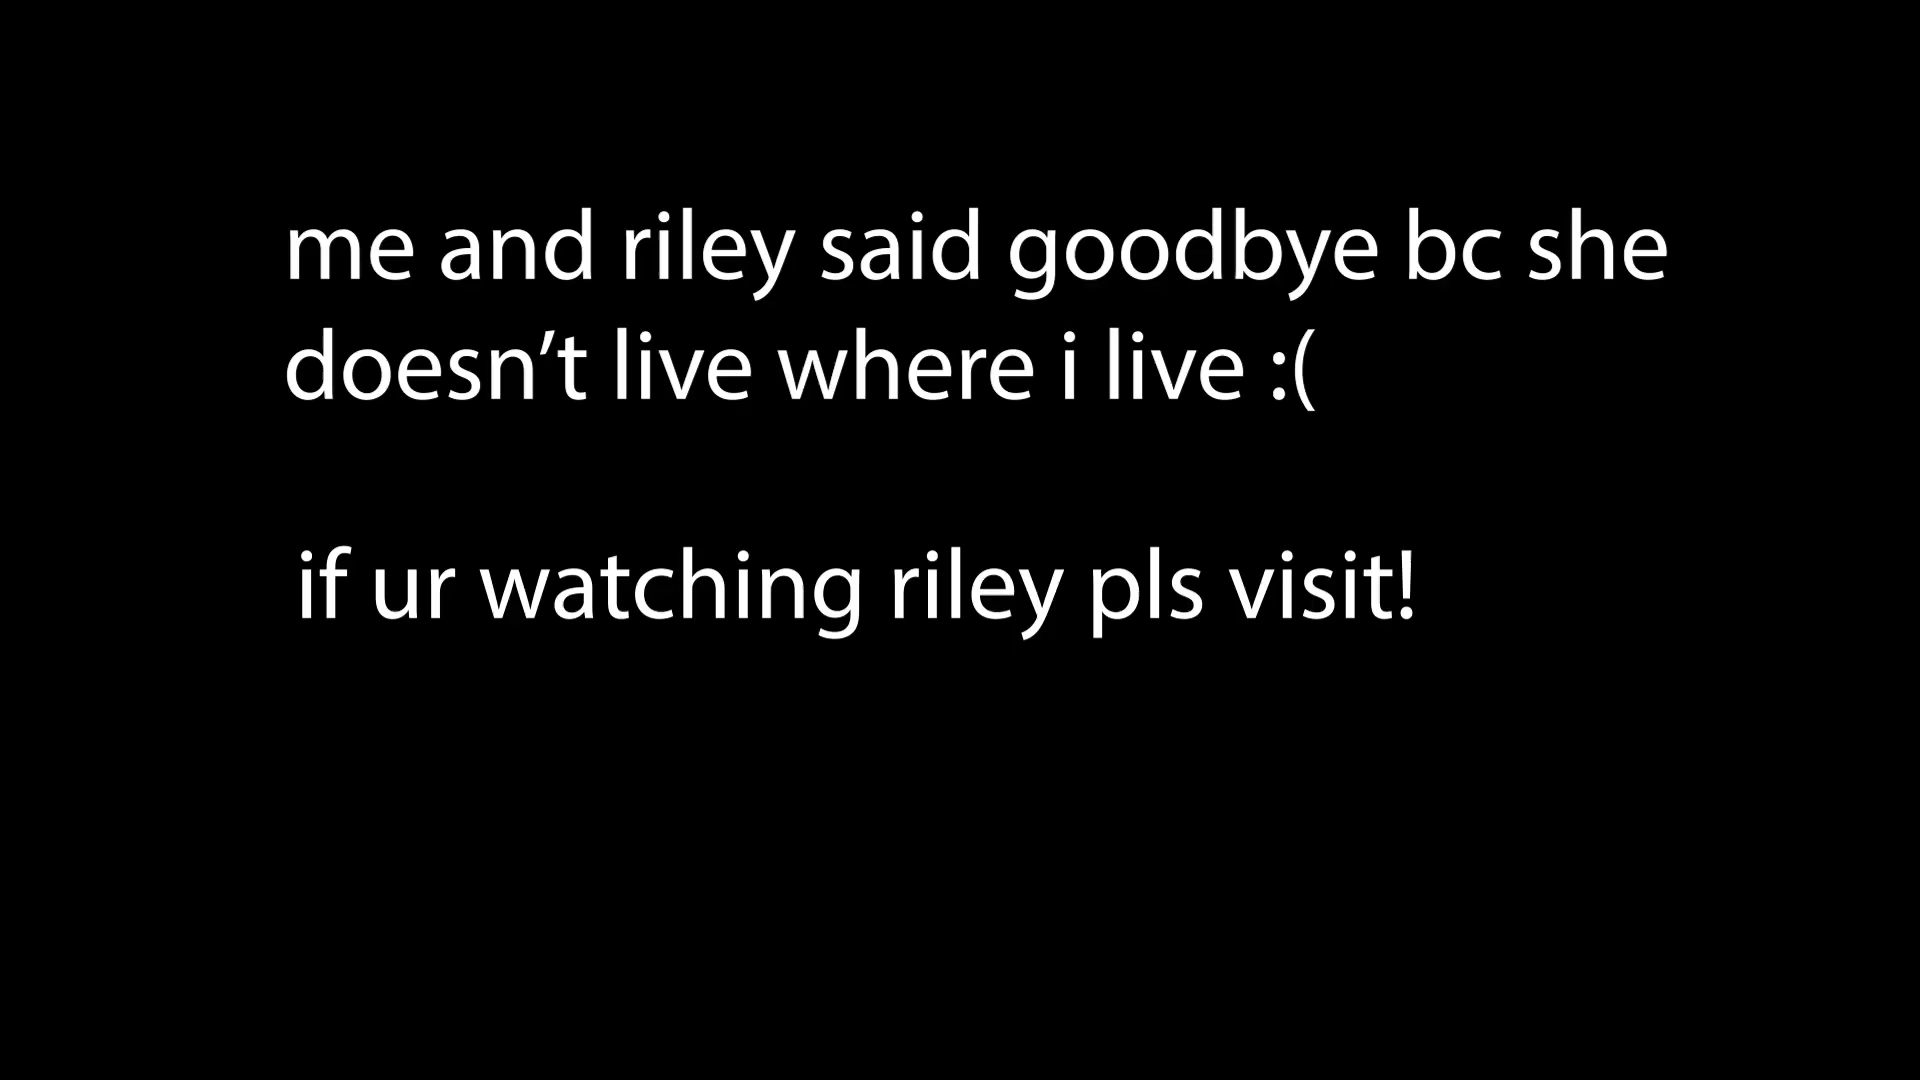 me and riley said goodbye bc she
doesn’t live where i live :(
if ur watching riley pls visit!